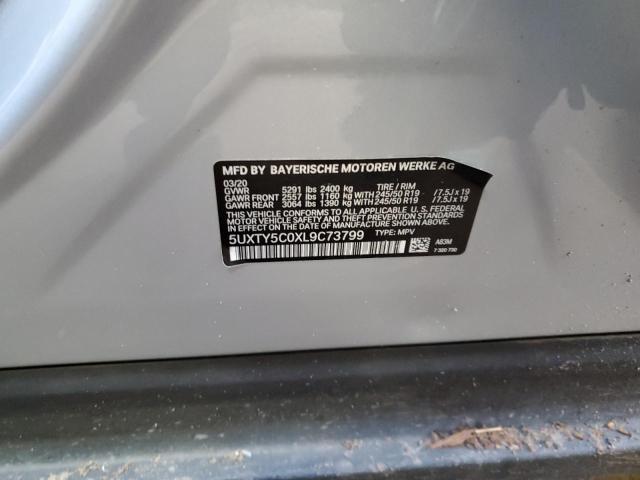 MFD BY BAYERISCHE MOTOREN WERKE AG
03/20
GVWR 5291 lbs 2400 kg TIRE / RIM
GAWR FRONT 2557 lbs 1160 kg WITH 245/50 R19 / 7.5J x 19
GAWR REAR 3064 lbs 1390 kg WITH 245/50 R19 / 7.5J x 19
THIS VEHICLE CONFORMS TO ALL APPLICABLE U.S. FEDERAL
MOTOR VEHICLE SAFETY, BUMPER, AND THEFT PREVENTION STANDARDS
IN EFFECT ON THE DATE OF MANUFACTURE SHOWN ABOVE.
5UXTY5C0XL9C73799 TYPE: MPV
A83M